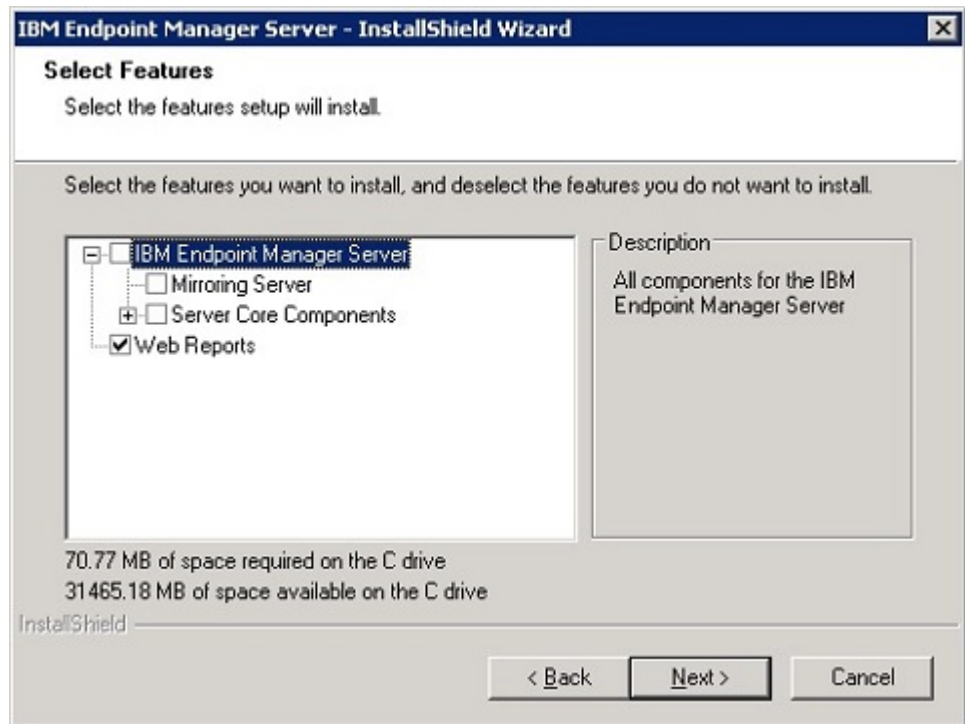 IBM Endpoint Manager Server - InstallShield Wizard
Select Features
Select the features setup will install.
Select the features you want to install, and deselect the features you do not want to install.
IBM Endpoint Manager Server
Mirroring Server
Server Core Components
Web Reports
Description
All components for the IBM
Endpoint Manager Server
70.77 MB of space required on the C drive
31465.18 MB of space available on the C drive
InstallShield
< Back
Next >
Cancel